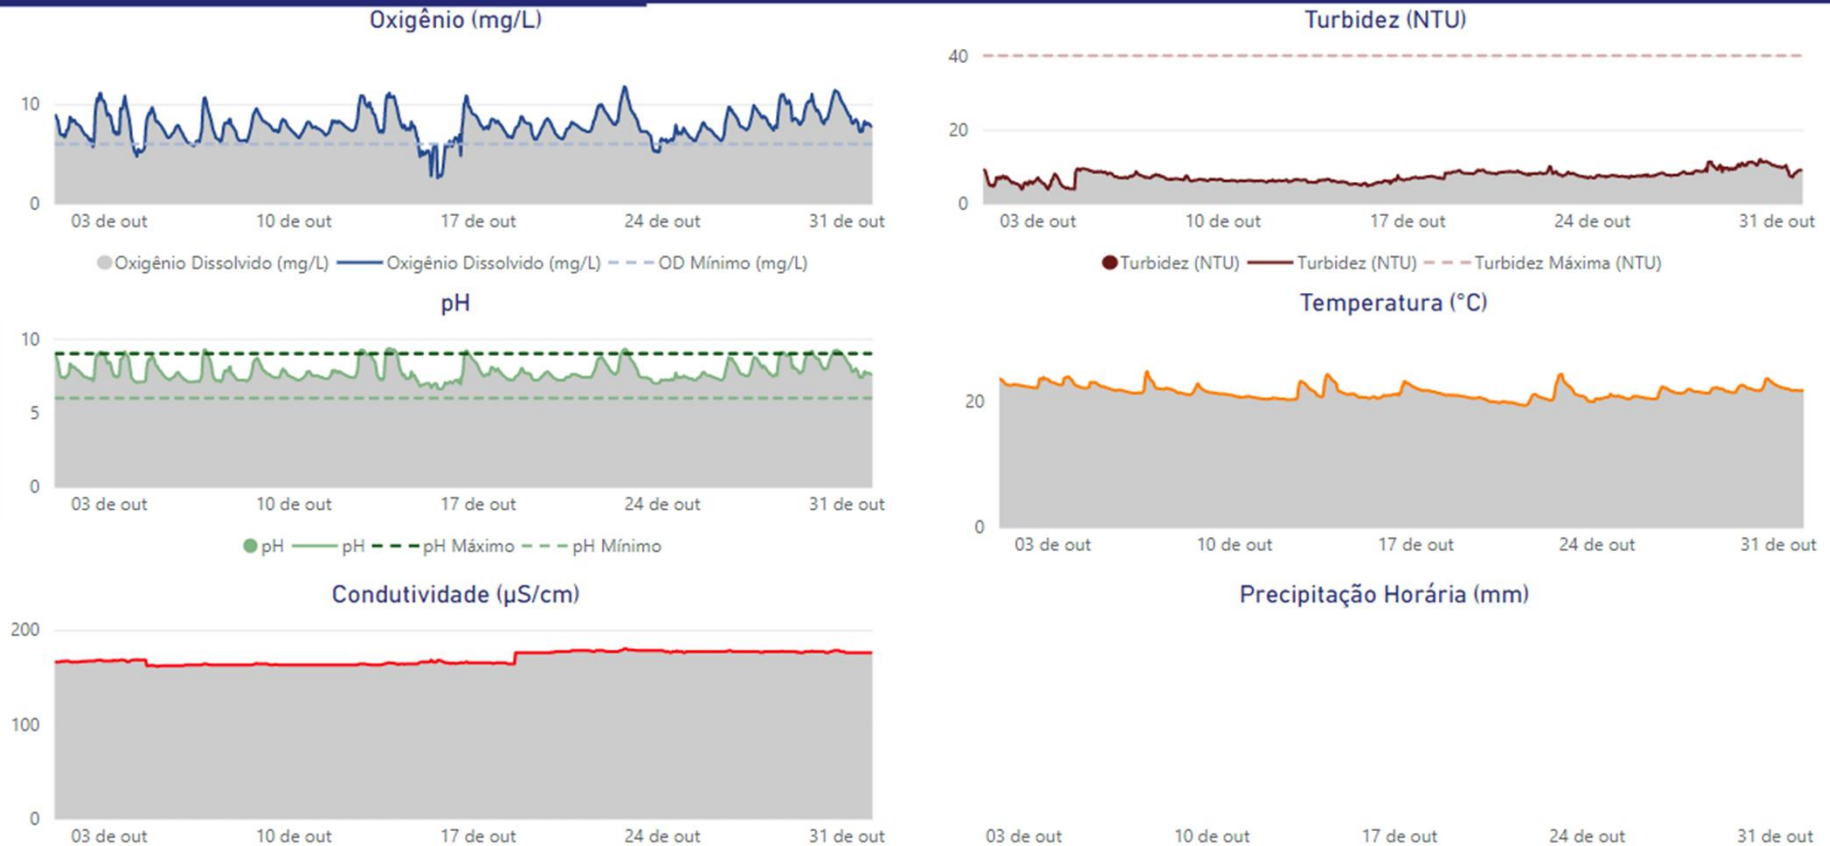 Oxigênio (mg/L)
10
0
03 de out 10 de out 17 de out 24 de out 31 de out
Oxigênio Dissolvido (mg/L) Oxigênio Dissolvido (mg/L) OD Mínimo (mg/L)
Turbidez (NTU)
40
20
0
03 de out 10 de out 17 de out 24 de out 31 de out
Turbidez (NTU) Turbidez (NTU) Turbidez Máxima (NTU)
pH
10
5
0
03 de out 10 de out 17 de out 24 de out 31 de out
pH pH pH Máximo pH Mínimo
Temperatura (°C)
20
0
03 de out 10 de out 17 de out 24 de out 31 de out
Condutividade (µS/cm)
200
100
0
03 de out 10 de out 17 de out 24 de out 31 de out
Precipitação Horária (mm)
03 de out 10 de out 17 de out 24 de out 31 de out